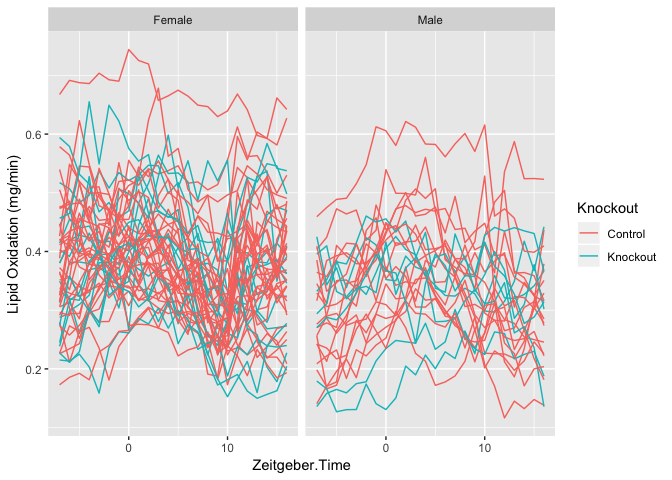 Female
Male
0.6
0.4
0.2
Lipid Oxidation (mg/min)
0
10
0
10
Zeitgeber.Time
Knockout
Control
Knockout